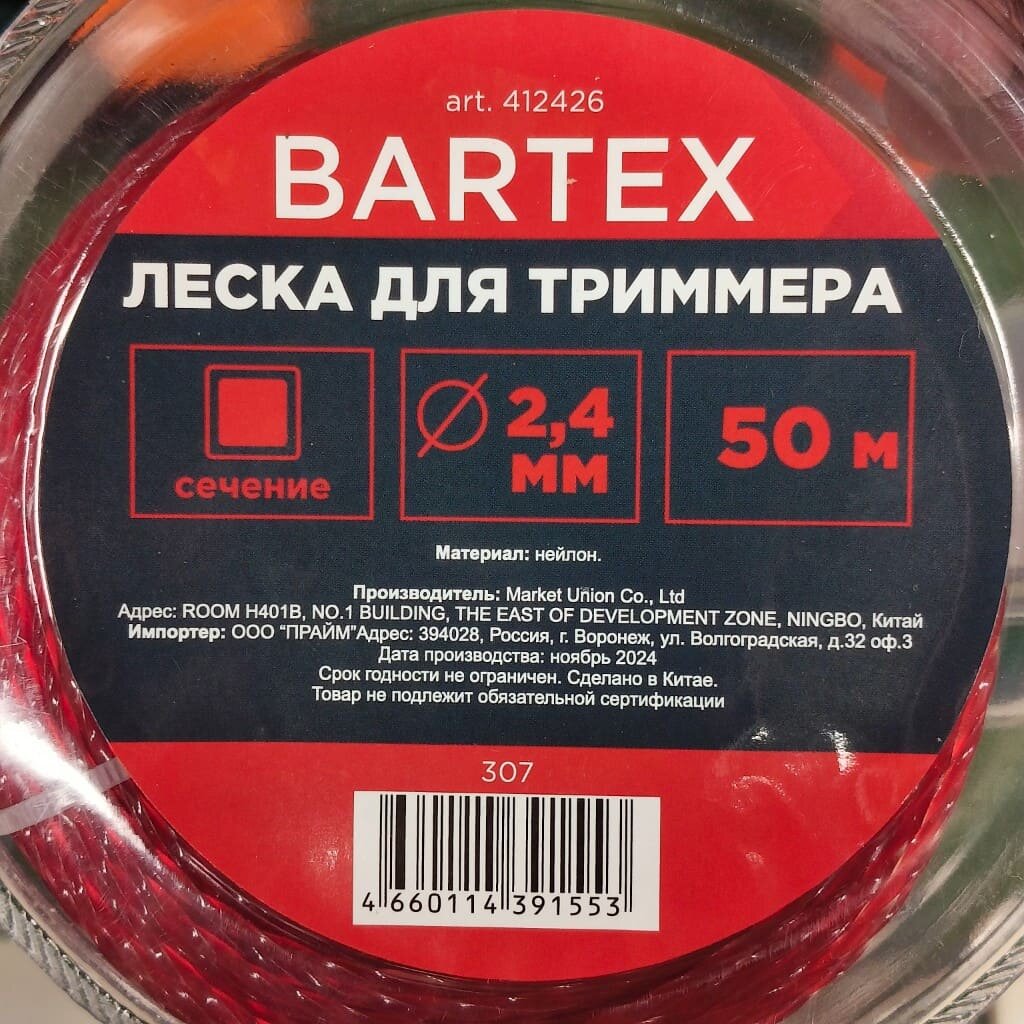 art. 412426
BARTEX
ЛЕСКА ДЛЯ ТРИММЕРА
сечение
2,4
мм
50 м
Материал: нейлон.
Производитель: Market Union Co., Ltd
Адрес: ROOM H401B, NO.1 BUILDING, THE EAST OF DEVELOPMENT ZONE, NINGBO, Китай
Импортер: ООО "ПРАЙМ"Адрес: 394028, Россия, г. Воронеж, ул. Волгоградская, д.32 оф.3
Дата производства: ноябрь 2024
Срок годности не ограничен. Сделано в Китае.
Товар не подлежит обязательной сертификации
307
4 660114 391553